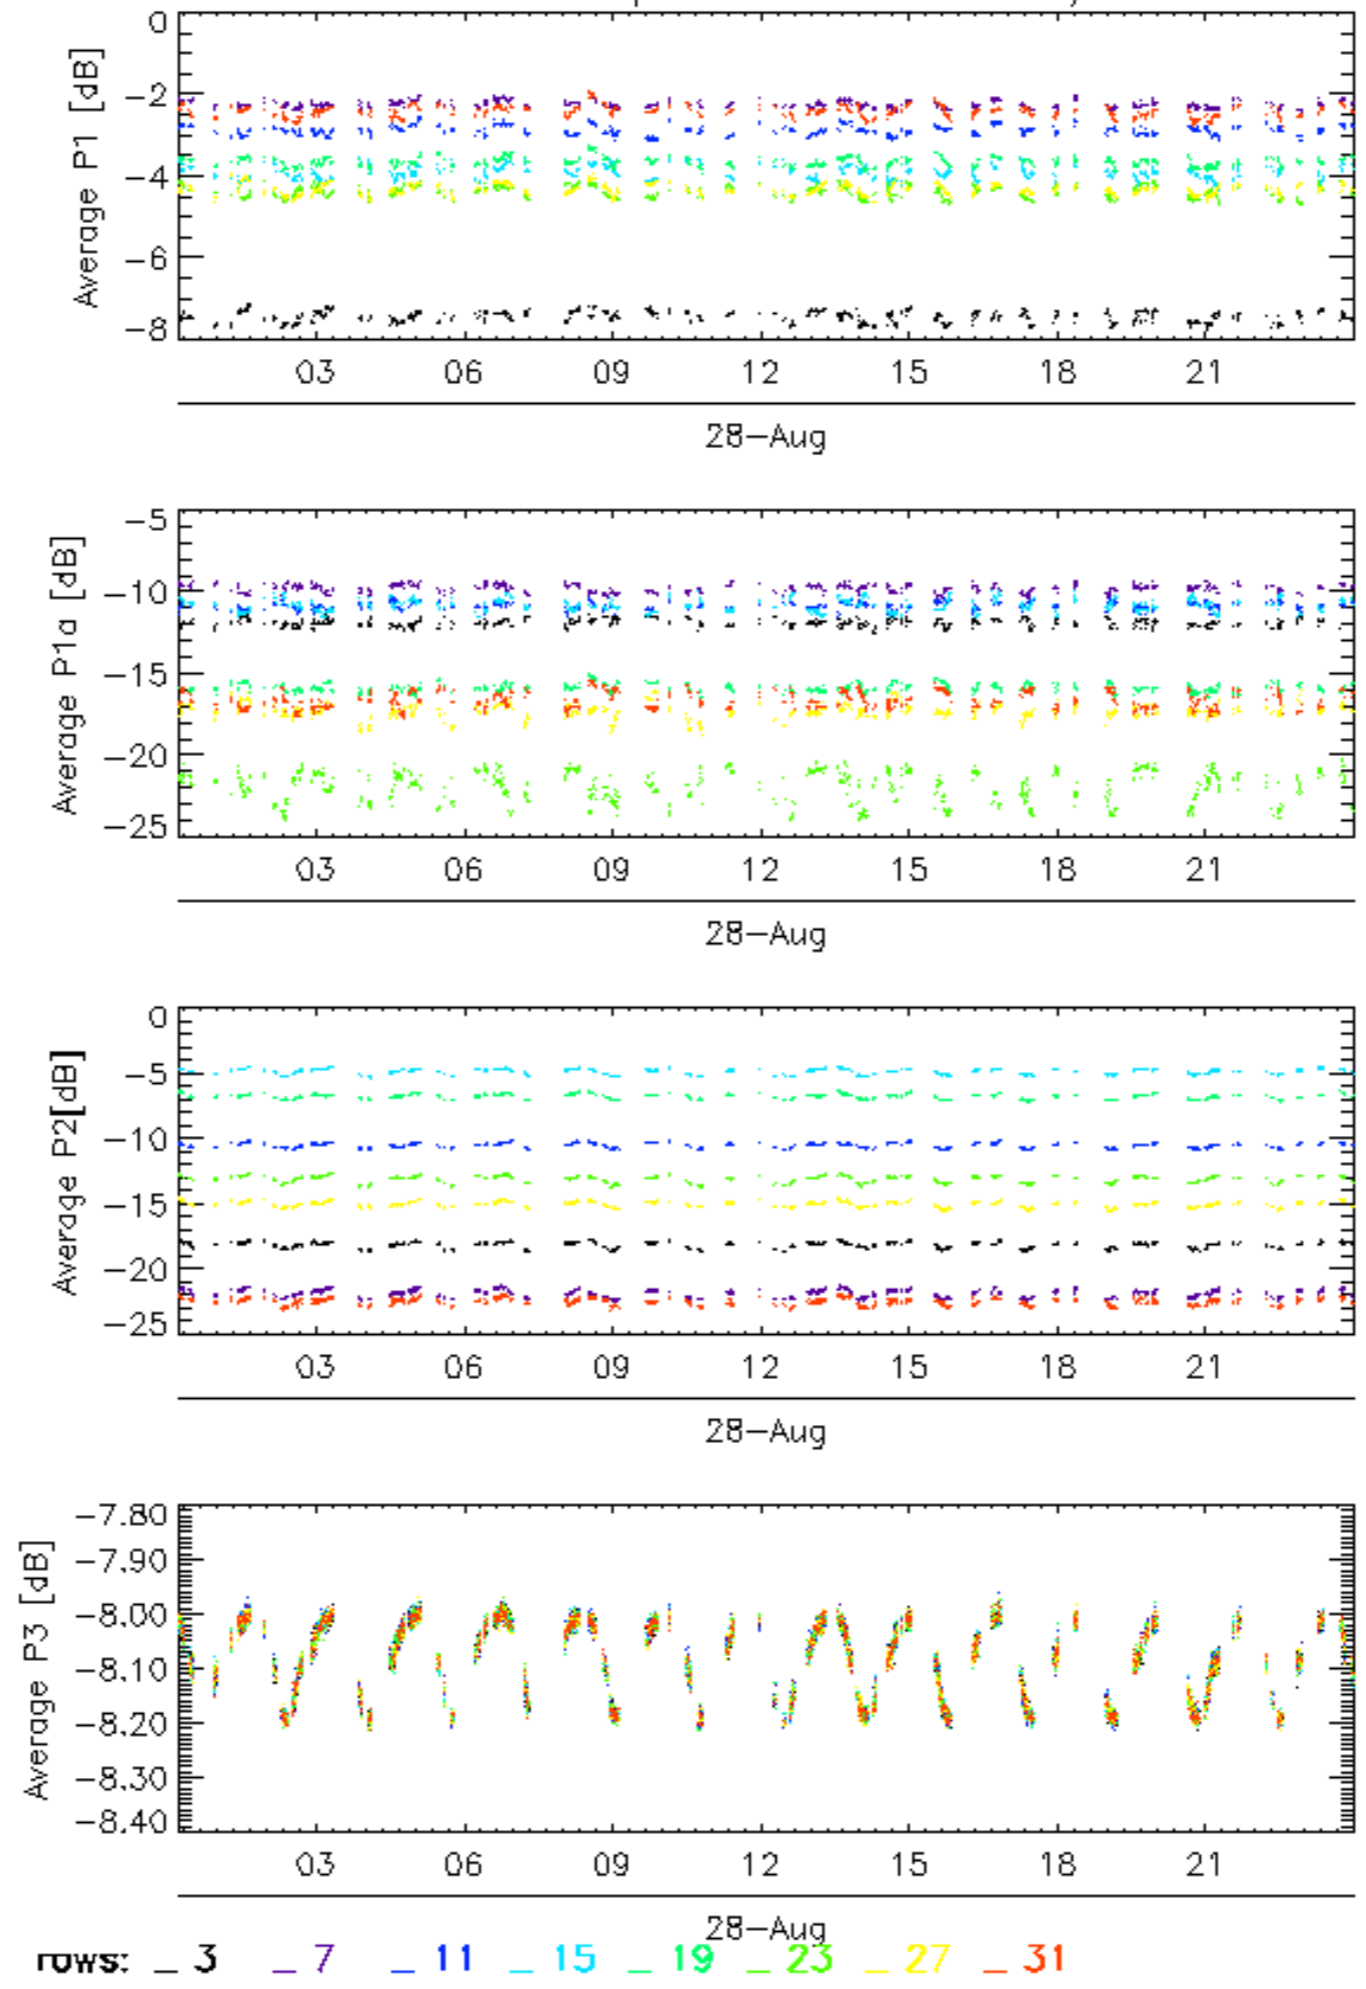 0
-2
-4
-6
-8
Average P1 [dB]
03 06 09 12 15 18 21
28-Aug
-5
-10
-15
-20
-25
Average P1a [dB]
03 06 09 12 15 18 21
28-Aug
0
-5
-10
-15
-20
-25
Average P2[dB]
03 06 09 12 15 18 21
28-Aug
-7.80
-7.90
-8.00
-8.10
-8.20
-8.30
-8.40
Average P3 [dB]
03 06 09 12 15 18 21
28-Aug
rows: _ 3 _ 7 _ 11 _ 15 _ 19 _ 23 _ 27 _ 31